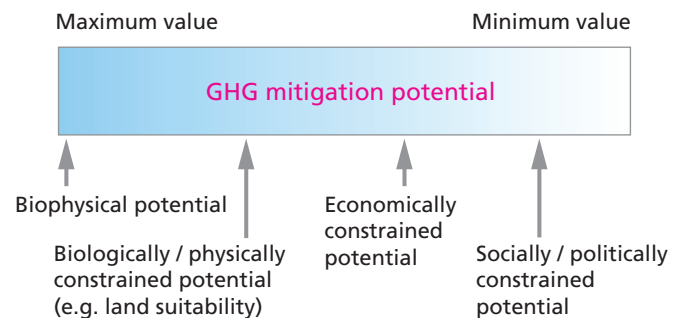 Maximum value
Minimum value
GHG mitigation potential
Biophysical potential
Biologically / physically
constrained potential
(e.g. land suitability)
Economically
constrained
potential
Socially / politically
constrained
potential